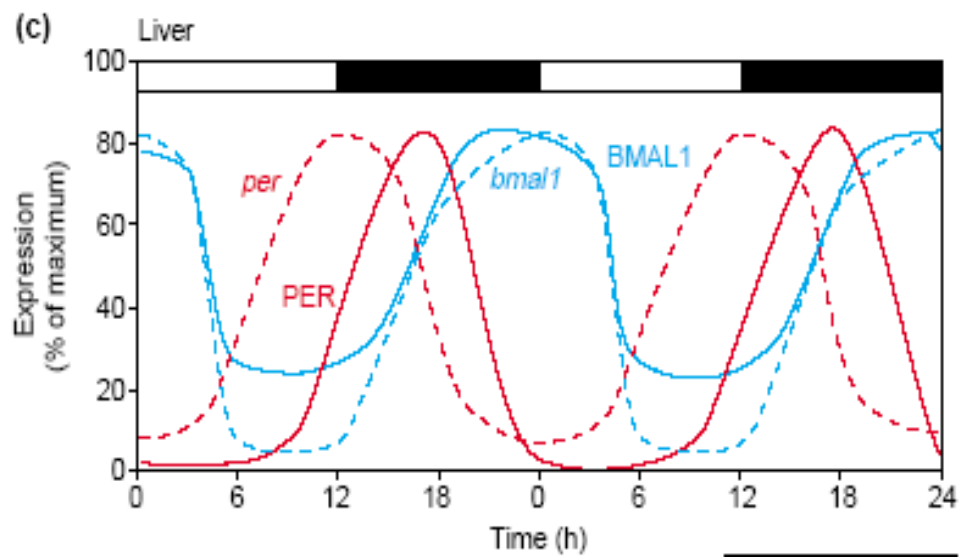 (c) Liver
100
80
60
40
20
0
Expression
(% of maximum)
per
bmal1
BMAL1
PER
0 6 12 18 0 6 12 18 24
Time (h)